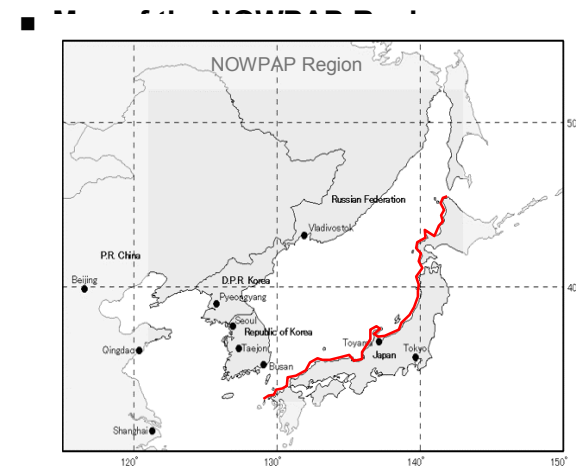 NOWPAP Region
50
Russian Federation
Vladivostok
P.R. China
Beijing
D.P.R. Korea
40
Pyeongyang
Seoul
Republic of Korea
Qingdao
Taejon
Toyama
Tokyo
Japan
Busan
Shanghai
120°
130°
140°
150°